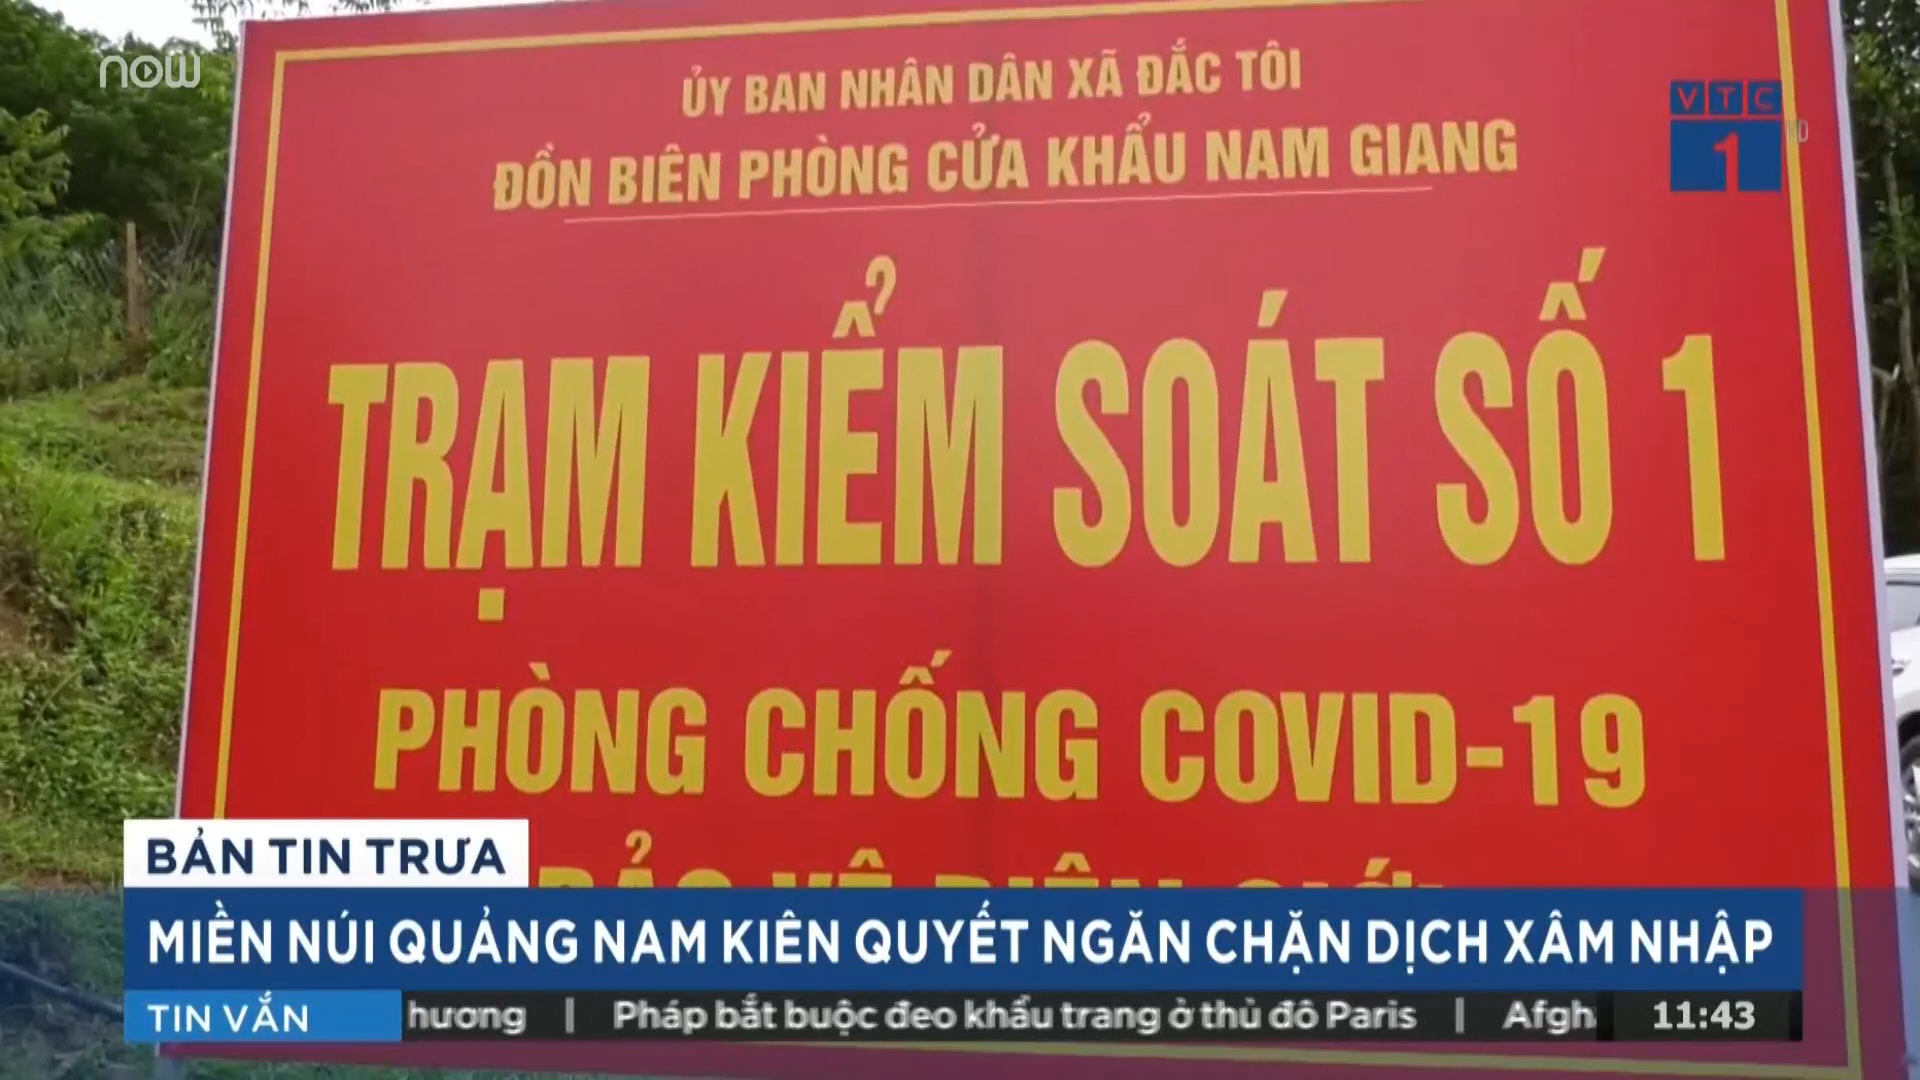 now
VTC
1
HD
ỦY BAN NHÂN DÂN XÃ ĐẮC TÔI
ĐỒN BIÊN PHÒNG CỬA KHẨU NAM GIANG
TRẠM KIỂM SOÁT SỐ 1
PHÒNG CHỐNG COVID-19
BẢO VỆ BIÊN GIỚI
BẢN TIN TRƯA
MIỀN NÚI QUẢNG NAM KIÊN QUYẾT NGĂN CHẶN DỊCH XÂM NHẬP
TIN VẮN
hương | Pháp bắt buộc đeo khẩu trang ở thủ đô Paris | Afgh
11:43